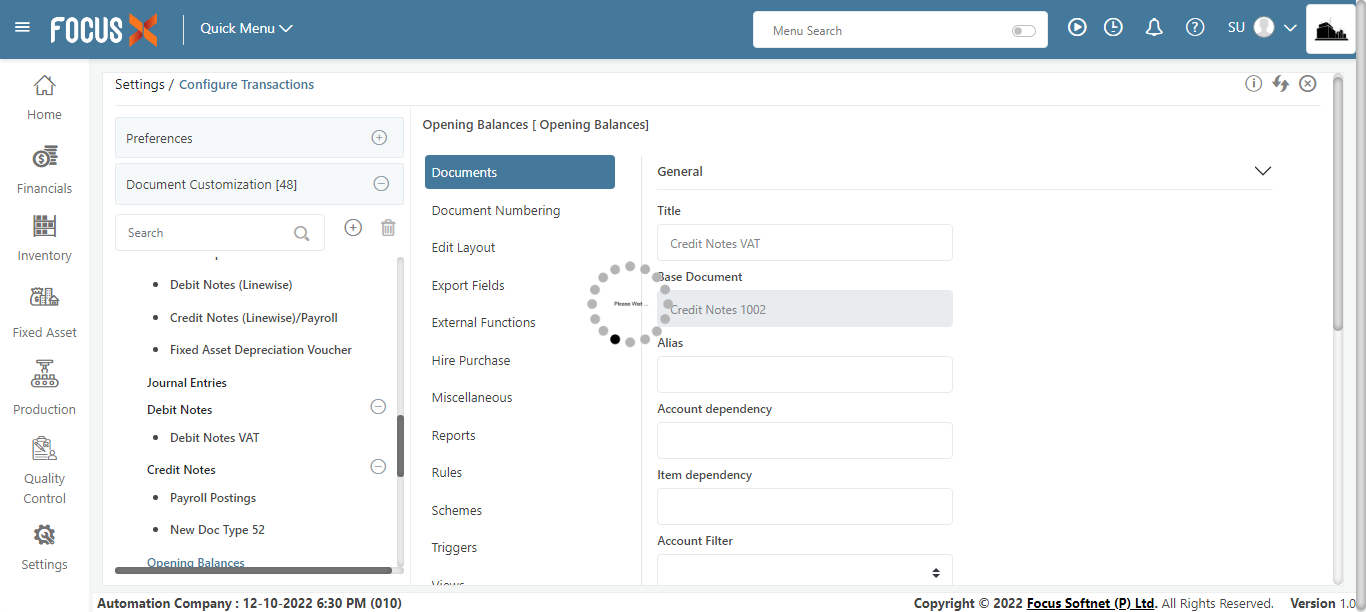 FOCUS X
Quick Menu
Menu Search
SU
Home
Financials
Inventory
Fixed Asset
Production
Quality
Control
Settings
Settings / Configure Transactions
Preferences
Document Customization [48]
Search
Debit Notes (Linewise)
Credit Notes (Linewise)/Payroll
Fixed Asset Depreciation Voucher
Journal Entries
Debit Notes
Debit Notes VAT
Credit Notes
Payroll Postings
New Doc Type 52
Opening Balances
Opening Balances [ Opening Balances]
Documents
Document Numbering
Edit Layout
Export Fields
External Functions
Hire Purchase
Miscellaneous
Reports
Rules
Schemes
Triggers
Views
General
Title
Credit Notes VAT
Base Document
Credit Notes 1002
Please Wait ...
Alias
Account dependency
Item dependency
Account Filter
Automation Company : 12-10-2022 6:30 PM (010)
Copyright © 2022 Focus Softnet (P) Ltd. All Rights Reserved. Version 1.0